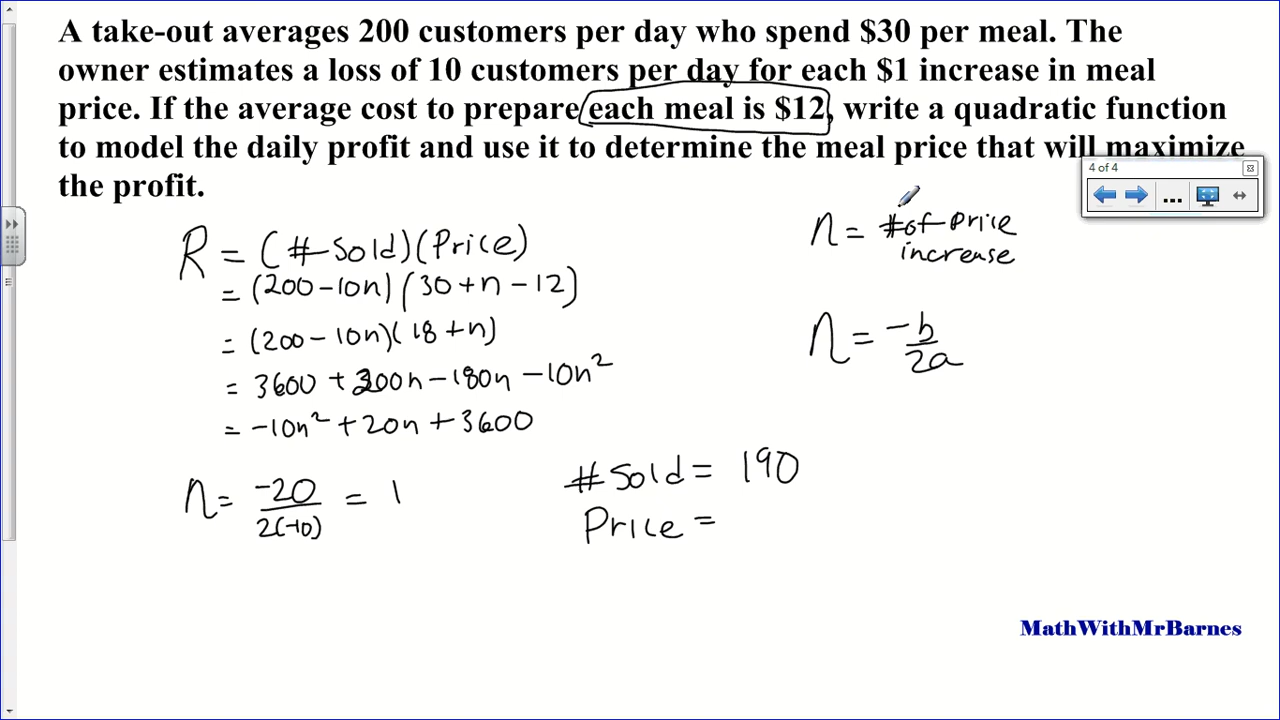 A take-out averages 200 customers per day who spend $30 per meal. The
owner estimates a loss of 10 customers per day for each $1 increase in meal
price. If the average cost to prepare each meal is $12, write a quadratic function
to model the daily profit and use it to determine the meal price that will maximize
the profit.
4 of 4
...
n = # of Price
increase
R = (# Sold)(Price)
= (200-10n)(30+n-12)
= (200-10n)(18+n)
= 3600 + 200n - 180n - 10n²
= -10n² + 20n + 3600
n = -b/2a
n = -20/2(-10) = 1
# Sold = 190
Price =
MathWithMrBarnes